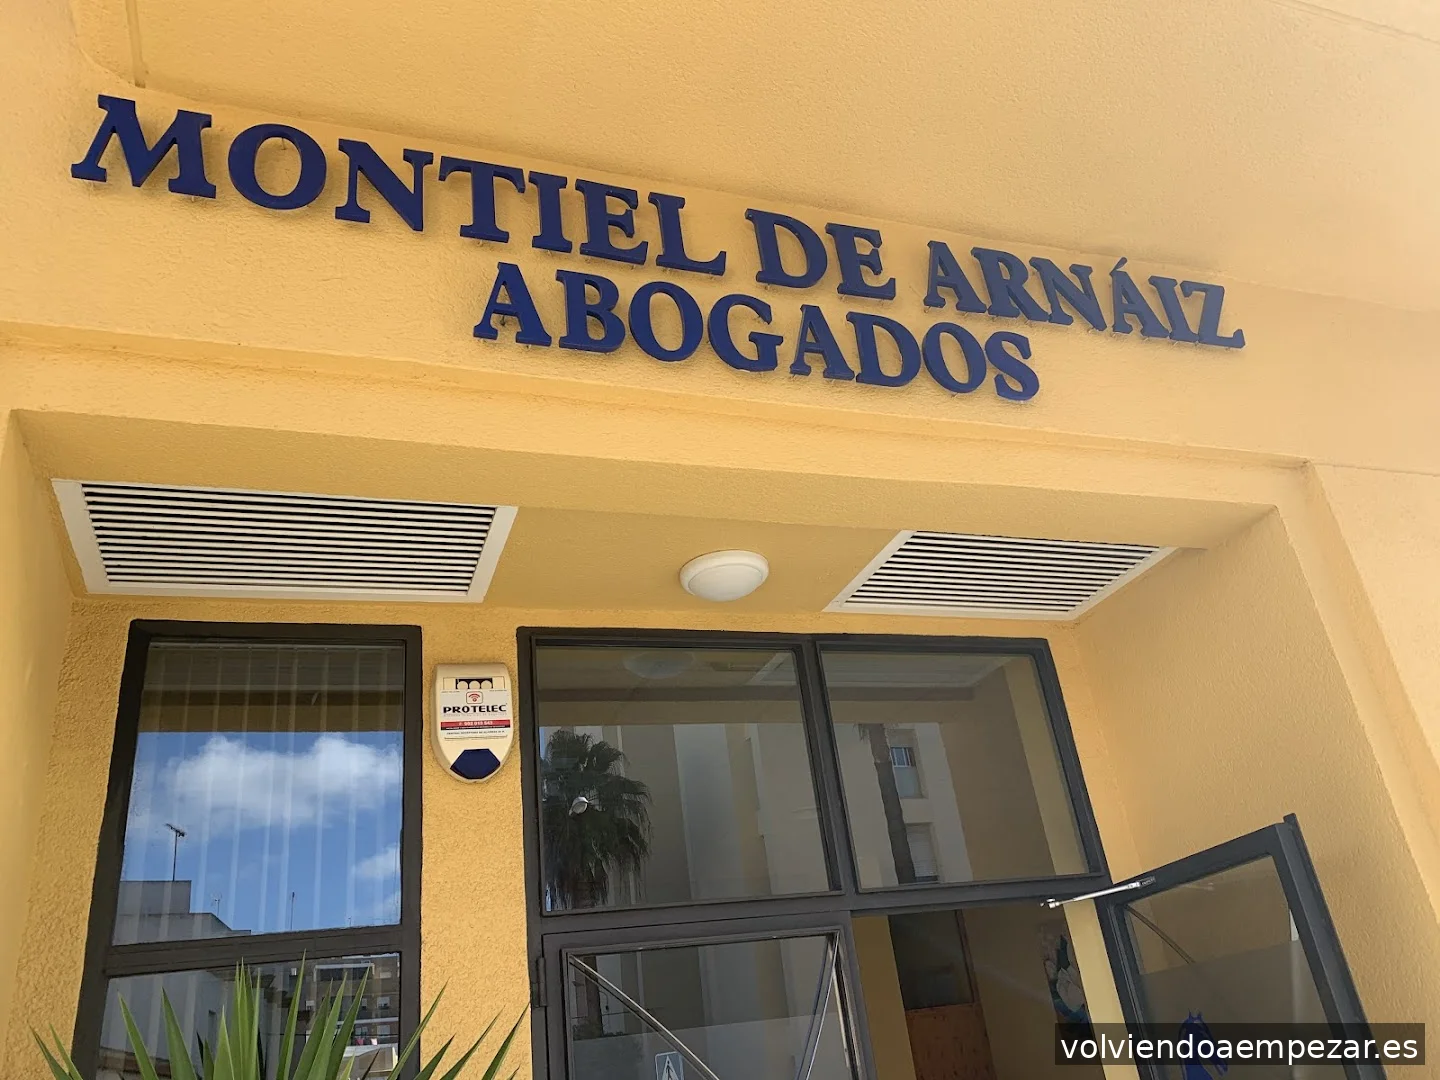 MONTIEL DE ARNÁIZ
ABOGADOS
PROTELEC
volviendoaempezar.es